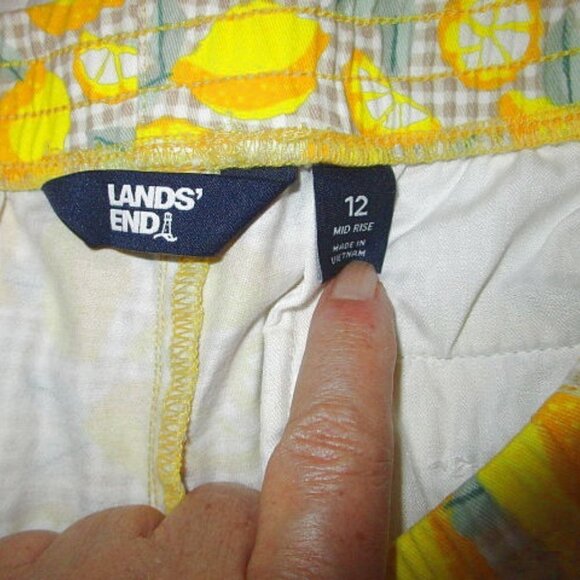 LANDS'
END
12
MID RISE
MADE IN
VIETNAM